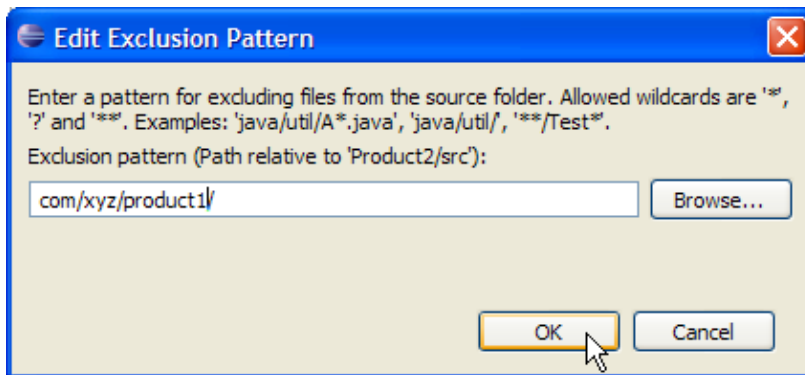 Edit Exclusion Pattern
Enter a pattern for excluding files from the source folder. Allowed wildcards are '*',
'?' and '**'. Examples: 'java/util/A*.java', 'java/util/', '**/Test*'.
Exclusion pattern (Path relative to 'Product2/src'):
com/xyz/product1/
Browse...
OK
Cancel